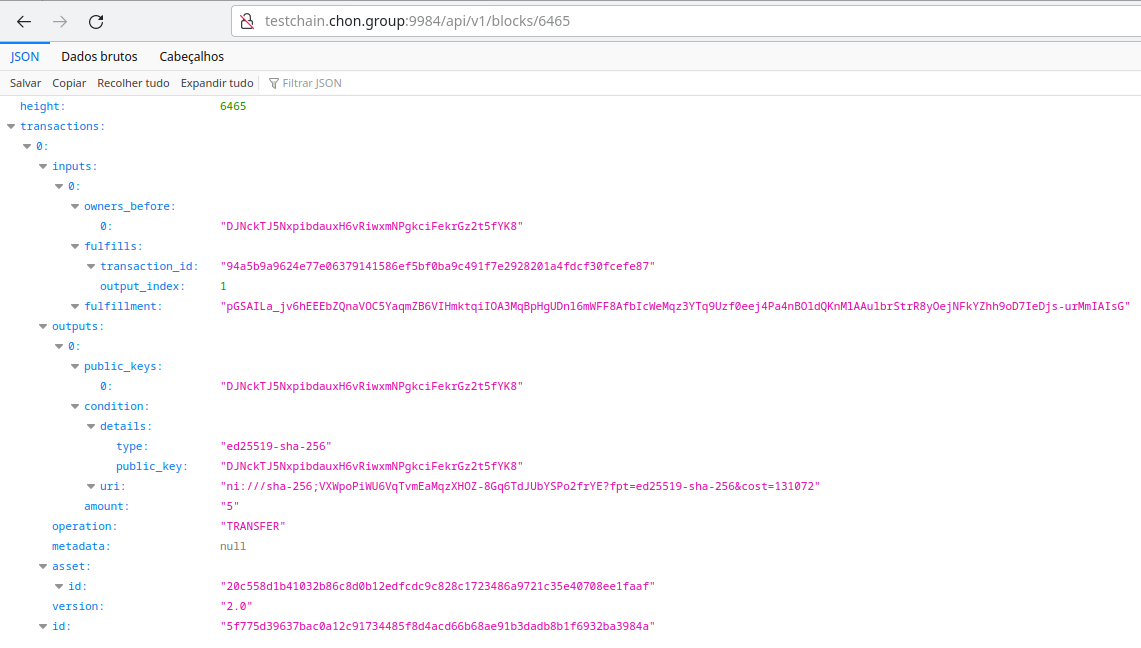 testchain.chon.group:9984/api/v1/blocks/6465
JSON Dados brutos Cabeçalhos
Salvar Copiar Recolher tudo Expandir tudo Filtrar JSON
height: 6465
transactions:
0:
inputs:
0:
owners_before:
0: "DJNckTJ5NxpibdauxH6vRiwxmNPgkciFekrGz2t5fYK8"
fulfills:
transaction_id: "94a5b9a9624e77e06379141586ef5bf0ba9c491f7e2928201a4fdcf30fcefe87"
output_index: 1
fulfillment: "pGSAILa_jv6hEEEbZQnaVOC5YaqmZB6VIHmktqiIOA3MqBpHgUDnl6mWFF8AfbIcWeMqz3YTq9Uzf0eej4Pa4nBOldQKnMlAAulbrStrR8yOejNFkYZhh9oD7IeDjs-urMmIAIsG"
outputs:
0:
public_keys:
0: "DJNckTJ5NxpibdauxH6vRiwxmNPgkciFekrGz2t5fYK8"
condition:
details:
type: "ed25519-sha-256"
public_key: "DJNckTJ5NxpibdauxH6vRiwxmNPgkciFekrGz2t5fYK8"
uri: "ni:///sha-256;VXWpoPiWU6VqTvmEaMqzXHOZ-8Gq6TdJUbYSPo2frYE?fpt=ed25519-sha-256&cost=131072"
amount: "5"
operation: "TRANSFER"
metadata: null
asset:
id: "20c558d1b41032b86c8d0b12edfcdc9c828c1723486a9721c35e40708ee1faaf"
version: "2.0"
id: "5f775d39637bac0a12c91734485f8d4acd66b68ae91b3dadb8b1f6932ba3984a"